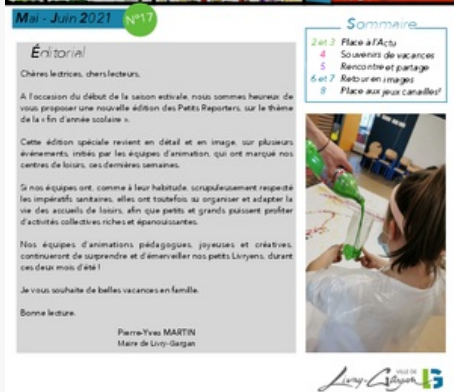 Mai - Juin 2021
N°17
Éditorial
Chères lectrices, chers lecteurs,
A l'occasion du début de la saison estivale, nous sommes heureux de
vous proposer une nouvelle édition des Petits Reporters, sur le thème
de la « fin d'année scolaire ».
Cette édition spéciale revient en détail et en image, sur plusieurs
événements, initiés par les équipes d'animation, qui ont marqué nos
centres de loisirs, ces dernières semaines.
Si nos équipes ont, comme à leur habitude, scrupuleusement respecté
les impératifs sanitaires, elles ont toutefois su organiser et adapter la
vie des accueils de loisirs, afin que petits et grands puissent profiter
d'activités collectives riches et épanouissantes.
Nos équipes d'animations pédagogues, joyeuses et créatives,
continueront de surprendre et d'émerveiller nos petits Livryens, durant
ces deux mois d'été !
Je vous souhaite de belles vacances en famille.
Bonne lecture.
Pierre-Yves MARTIN
Maire de Livry-Gargan
Sommaire
2 et 3 Place à l'Actu
4 Souvenirs de vacances
5 Rencontre et partage
6 et 7 Retour en images
8 Place aux jeux canailles
VILLE DE
Livry-Gargan